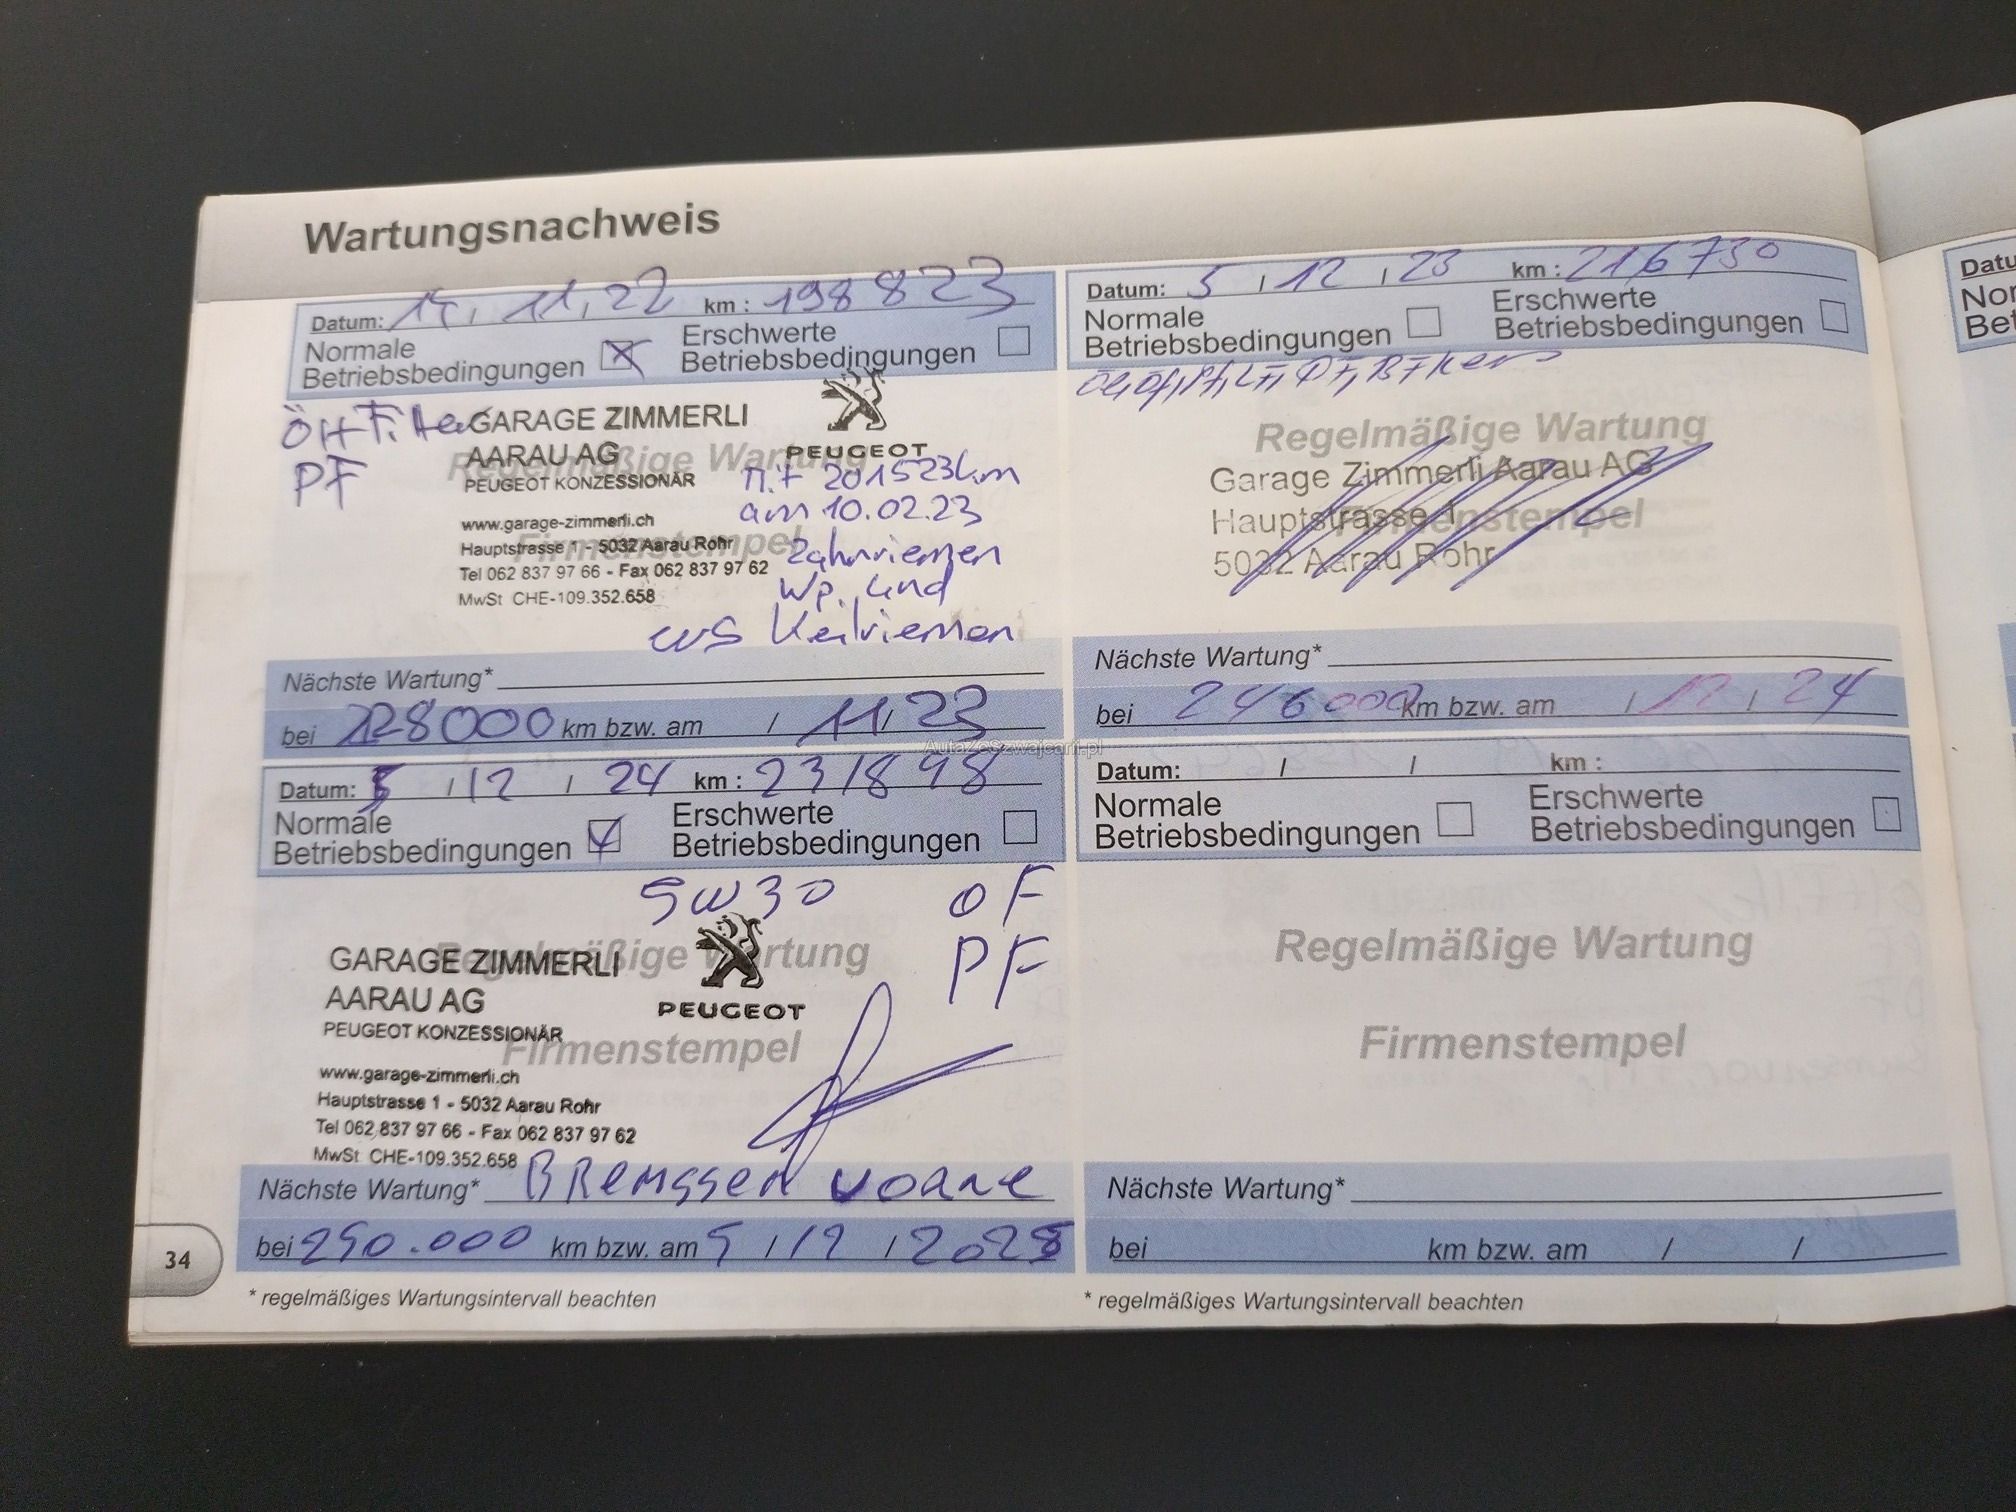 Wartungsnachweis
Datum: 14, 11, 22 km : 198 823
Normale
Betriebsbedingungen
Erschwerte
Betriebsbedingungen
Öl+Filter
PF
GARAGE ZIMMERLI
AARAU AG
PEUGEOT KONZESSIONÄR
www.garage-zimmerli.ch
Hauptstrasse 1 - 5032 Aarau Rohr
Tel 062 837 97 66 - Fax 062 837 97 62
MwSt CHE-109.352.658
PEUGEOT
Regelmäßige Wartung
Firmenstempel
Mit 201523km
am 10.02.23
Zahnriemen
Wp. und
Keilriemen
Nächste Wartung*
bei 228000 km bzw. am / 11 / 23
Datum: 5 / 12 / 23 km : 216730
Normale
Betriebsbedingungen
Erschwerte
Betriebsbedingungen
Regelmäßige Wartung
Firmenstempel
Garage Zimmerli Aarau AG
Hauptstrasse 1
5032 Aarau Rohr
Nächste Wartung*
bei 246000 km bzw. am / 12 / 24
AutaZeSzwajcarii.pl
Datum: 5 / 12 / 24 km : 231898
Normale
Betriebsbedingungen
Erschwerte
Betriebsbedingungen
5W30 OF
PF
GARAGE ZIMMERLI
AARAU AG
PEUGEOT KONZESSIONÄR
www.garage-zimmerli.ch
Hauptstrasse 1 - 5032 Aarau Rohr
Tel 062 837 97 66 - Fax 062 837 97 62
MwSt CHE-109.352.658
PEUGEOT
Regelmäßige Wartung
Firmenstempel
Nächste Wartung* BRemssen
bei 250.000 km bzw. am 5 / 12 / 2025
* regelmäßiges Wartungsintervall beachten
34
Datum: / / km :
Normale
Betriebsbedingungen
Erschwerte
Betriebsbedingungen
Regelmäßige Wartung
Firmenstempel
Nächste Wartung*
bei km bzw. am / /
* regelmäßiges Wartungsintervall beachten